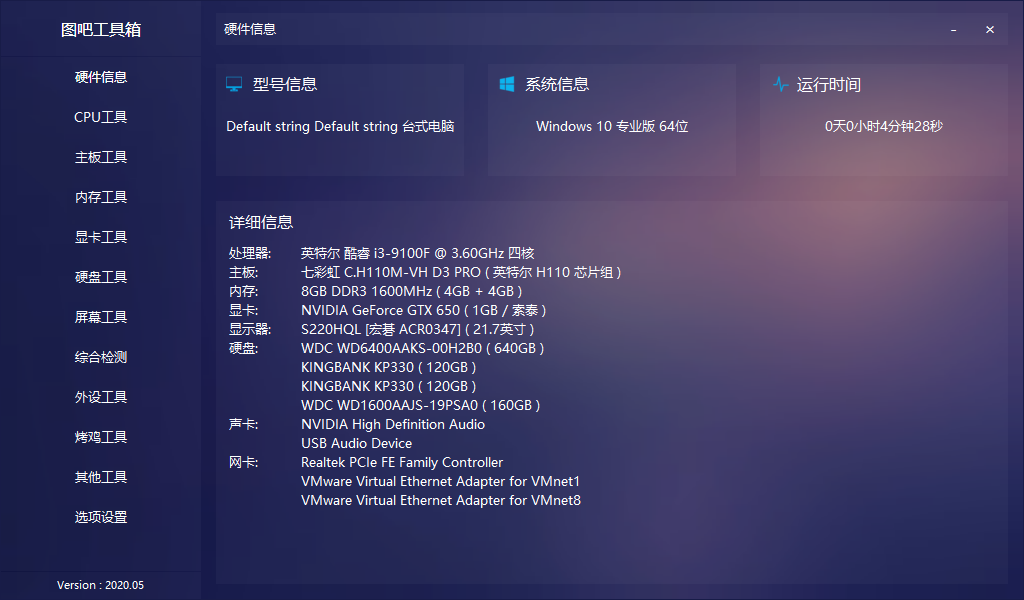 图吧工具箱
硬件信息
CPU工具
主板工具
内存工具
显卡工具
硬盘工具
屏幕工具
综合检测
外设工具
烤鸡工具
其他工具
选项设置
Version : 2020.05
硬件信息
型号信息
Default string Default string 台式电脑
系统信息
Windows 10 专业版 64位
运行时间
0天0小时4分钟28秒
详细信息
处理器: 英特尔 酷睿 i3-9100F @ 3.60GHz 四核
主板: 七彩虹 C.H110M-VH D3 PRO ( 英特尔 H110 芯片组 )
内存: 8GB DDR3 1600MHz ( 4GB + 4GB )
显卡: NVIDIA GeForce GTX 650 ( 1GB / 索泰 )
显示器: S220HQL [宏碁 ACR0347] ( 21.7英寸 )
硬盘: WDC WD6400AAKS-00H2B0 ( 640GB )
KINGBANK KP330 ( 120GB )
KINGBANK KP330 ( 120GB )
WDC WD1600AAJS-19PSA0 ( 160GB )
声卡: NVIDIA High Definition Audio
USB Audio Device
网卡: Realtek PCIe FE Family Controller
VMware Virtual Ethernet Adapter for VMnet1
VMware Virtual Ethernet Adapter for VMnet8